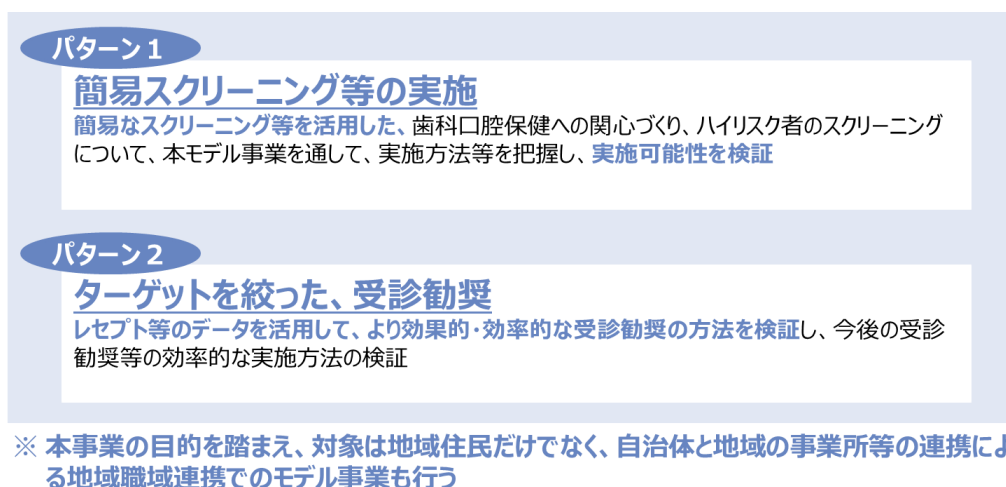 パターン1
簡易スクリーニング等の実施
簡易なスクリーニング等を活用した、歯科口腔保健への関心づくり、ハイリスク者のスクリーニング
について、本モデル事業を通して、実施方法等を把握し、実施可能性を検証
パターン2
ターゲットを絞った、受診勧奨
レセプト等のデータを活用して、より効果的・効率的な受診勧奨の方法を検証し、今後の受診
勧奨等の効率的な実施方法の検証
※ 本事業の目的を踏まえ、対象は地域住民だけでなく、自治体と地域の事業所等の連携によ
る地域職域連携でのモデル事業も行う